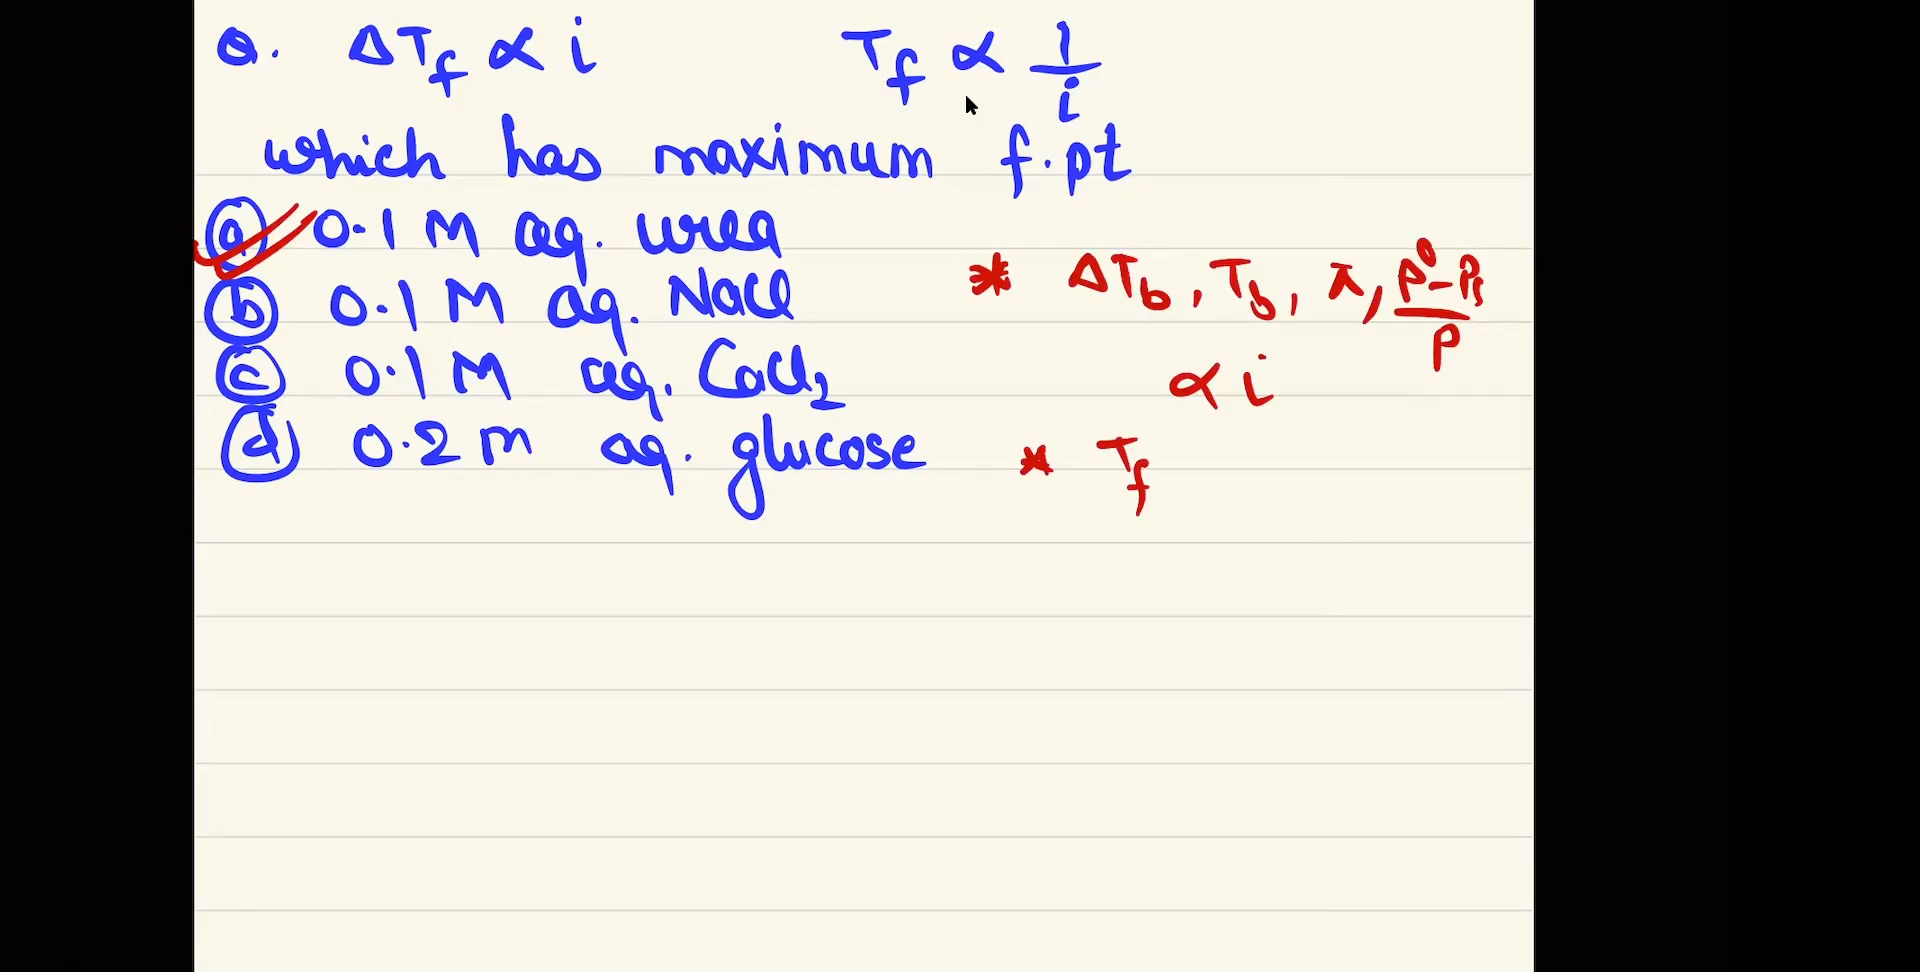 Q. ΔTf ∝ i Tf ∝ 1/i
which has maximum f.pt
(a) 0.1 M aq. urea
(b) 0.1 M aq. NaCl
(c) 0.1 M aq. CaCl₂
(d) 0.2 m aq. glucose
* ΔTb, Tb, π, P⁰-Ps/P
∝ i
* Tf